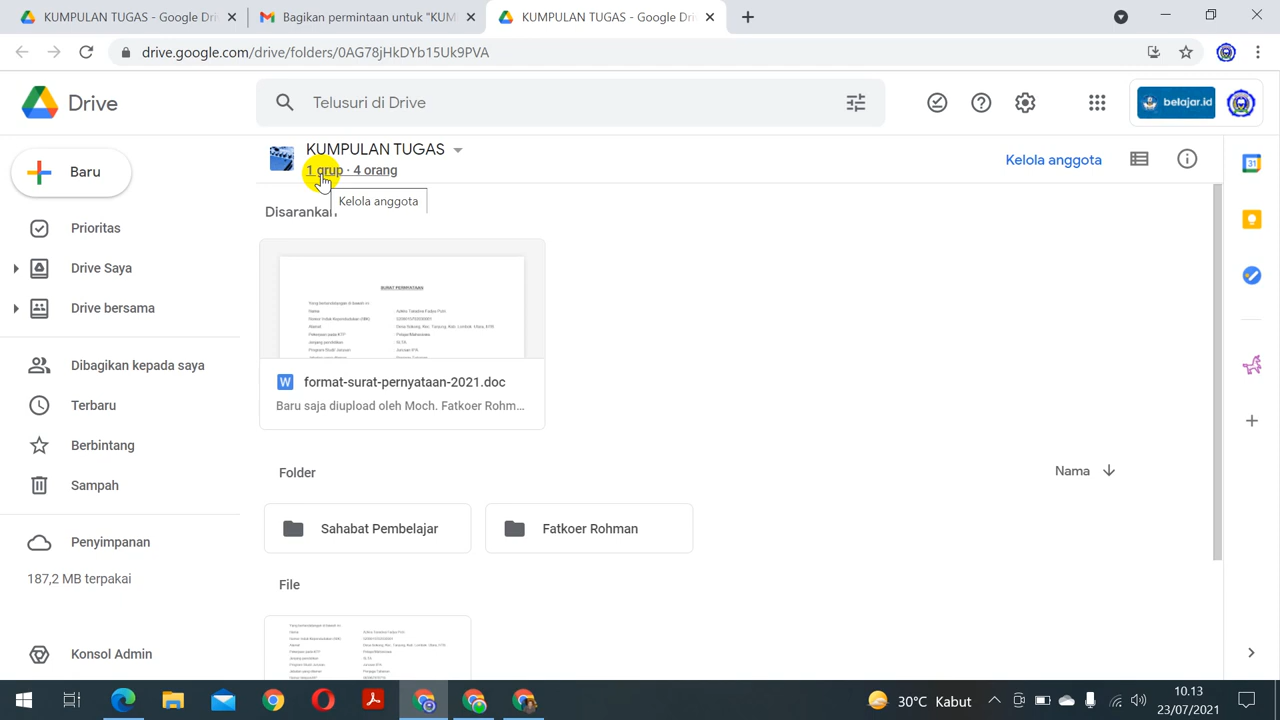 KUMPULAN TUGAS - Google Dri
Bagikan permintaan untuk "KUM
KUMPULAN TUGAS - Google Dri
drive.google.com/drive/folders/0AG78jHkDYb15Uk9PVA
Drive
Telusuri di Drive
belajar.id
Baru
KUMPULAN TUGAS
1 grup · 4 orang
Kelola anggota
Kelola anggota
Disarankan
Prioritas
Drive Saya
Drive bersama
Dibagikan kepada saya
Terbaru
Berbintang
Sampah
Penyimpanan
187,2 MB terpakai
SURAT PERNYATAAN
W format-surat-pernyataan-2021.doc
Baru saja diupload oleh Moch. Fatkoer Rohm...
Folder
Nama
Sahabat Pembelajar
Fatkoer Rohman
File
31
30°C Kabut
10.13
23/07/2021